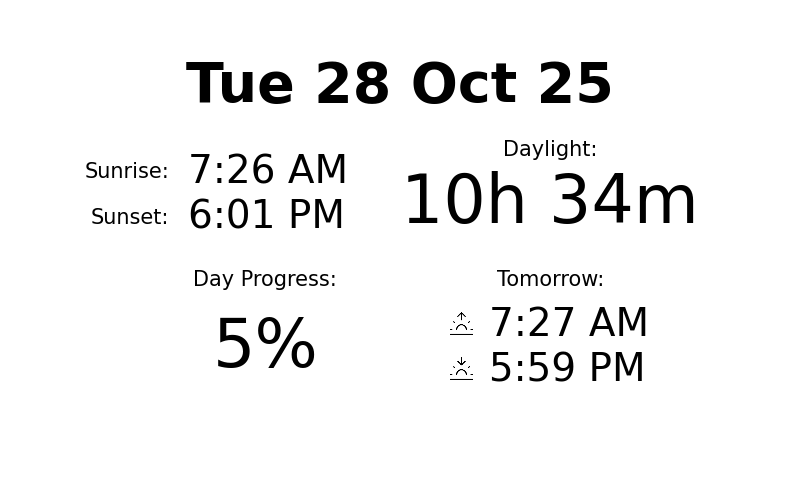 Tue 28 Oct 25
Sunrise: 7:26 AM
Sunset: 6:01 PM
Daylight:
10h 34m
Day Progress:
5%
Tomorrow:
7:27 AM
5:59 PM